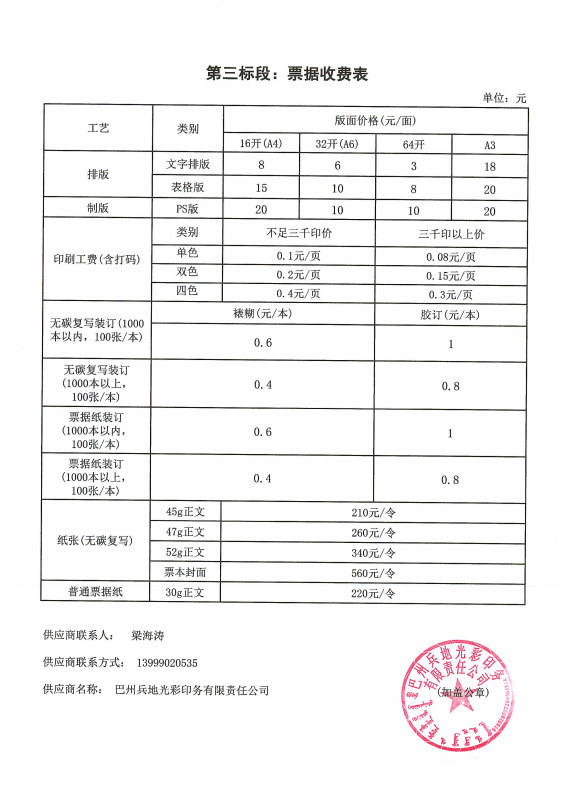 第三标段：票据收费表
单位：元
工艺 类别 版面价格(元/面)
16开(A4) 32开(A6) 64开 A3
排版 文字排版 8 6 3 18
表格版 15 10 8 20
制版 PS版 20 10 10 20
印刷工费(含打码) 类别 不足三千印价 三千印以上价
单色 0.1元/页 0.08元/页
双色 0.2元/页 0.15元/页
四色 0.4元/页 0.3元/页
无碳复写装订(1000
本以内，100张/本)
裱糊(元/本) 胶订(元/本)
0.6 1
无碳复写装订
(1000本以上，
100张/本)
0.4 0.8
票据纸装订
(1000本以内，
100张/本)
0.6 1
票据纸装订
(1000本以上，
100张/本)
0.4 0.8
纸张(无碳复写) 45g正文 210元/令
47g正文 260元/令
52g正文 340元/令
票本封面 560元/令
普通票据纸 30g正文 220元/令
供应商联系人： 梁海涛
供应商联系方式： 13999020535
供应商名称： 巴州兵地光彩印务有限责任公司
(加盖公章)
巴州兵地光彩印务
有限责任公司